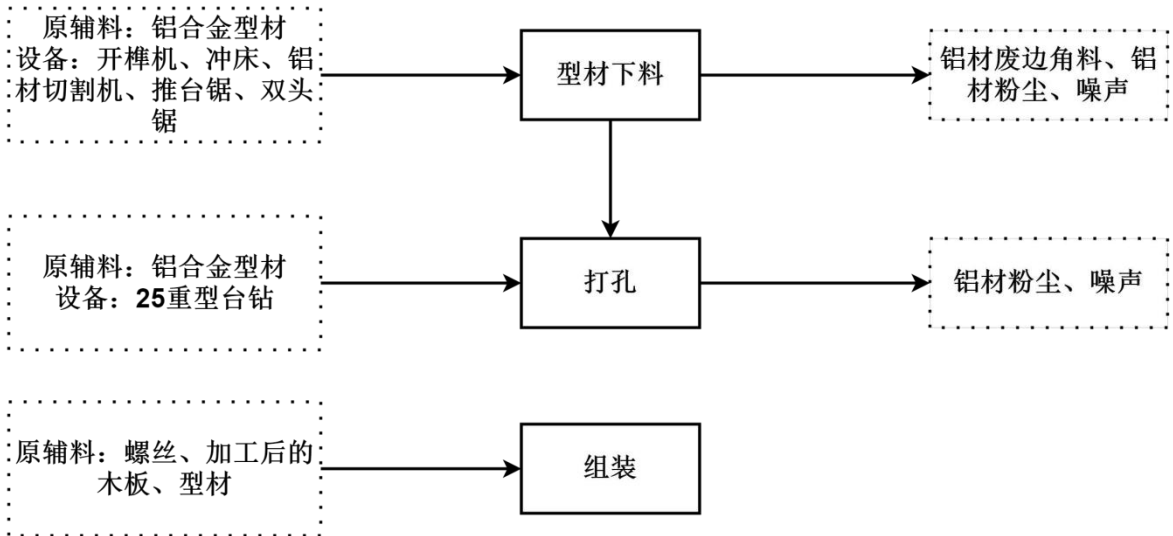 原辅料：铝合金型材
设备：开榫机、冲床、铝
材切割机、推台锯、双头
锯
型材下料
铝材废边角料、铝
材粉尘、噪声
原辅料：铝合金型材
设备：25重型台钻
打孔
铝材粉尘、噪声
原辅料：螺丝、加工后的
木板、型材
组装